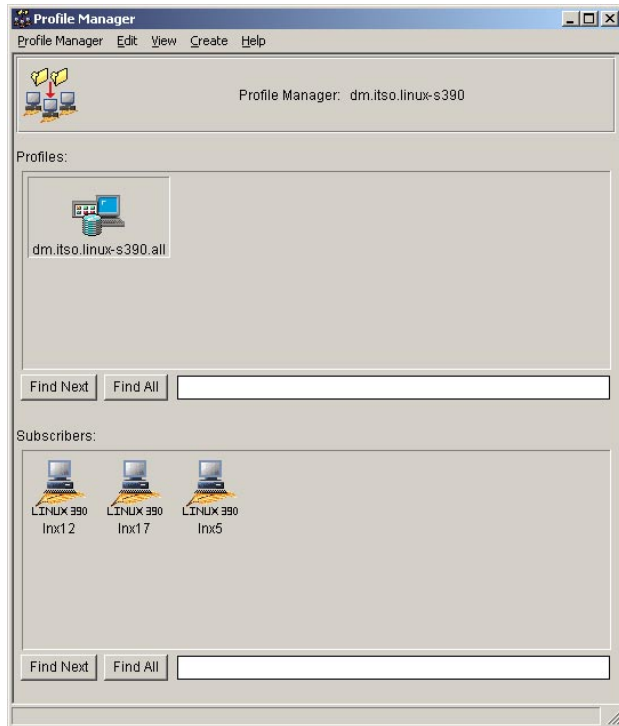 Profile Manager
Profile Manager Edit View Create Help
Profile Manager: dm.itso.linux-s390
Profiles:
dm.itso.linux-s390.all
Find Next Find All
Subscribers:
LINUX 390 LINUX 390 LINUX 390
lnx12 lnx17 lnx5
Find Next Find All